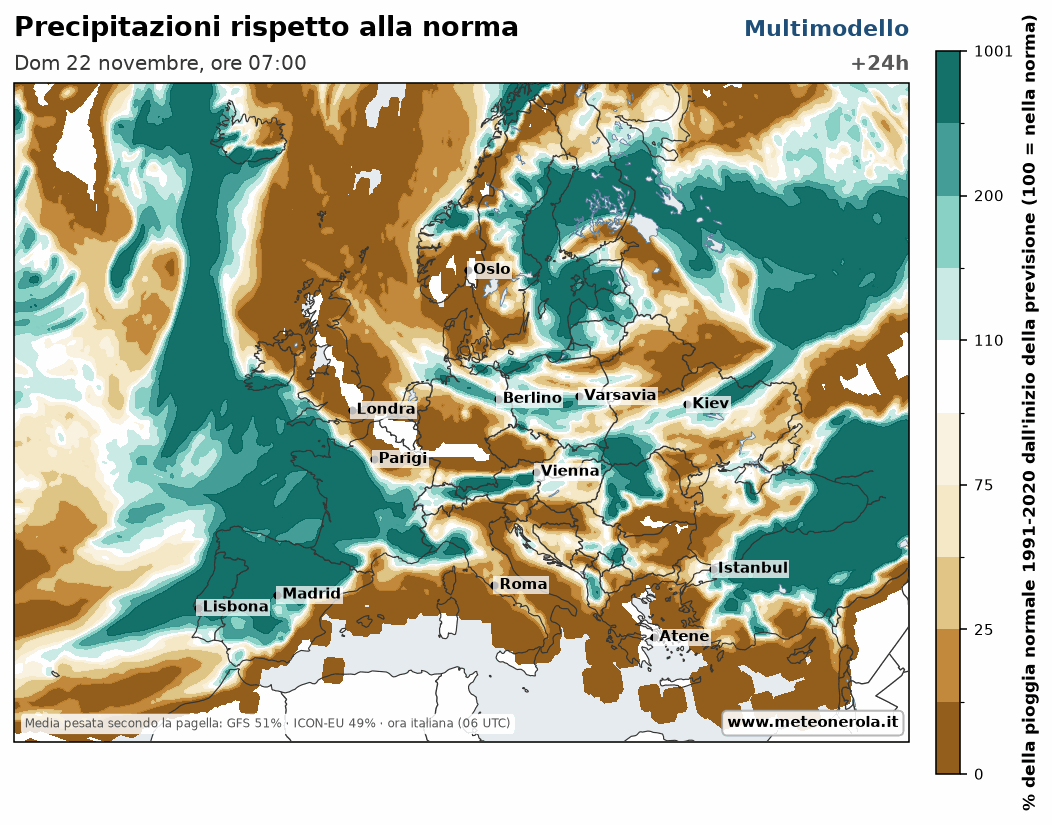 Precipitazioni rispetto alla norma
Multimodello
Dom 22 novembre, ore 07:00
+24h
1001
200
110
75
25
0
% della pioggia normale 1991-2020 dall'inizio della previsione (100 = nella norma)
Oslo
Berlino
Varsavia
Kiev
Londra
Parigi
Vienna
Istanbul
Roma
Madrid
Lisbona
Atene
Media pesata secondo la pagella: GFS 51% · ICON-EU 49% · ora italiana (06 UTC)
www.meteonerola.it